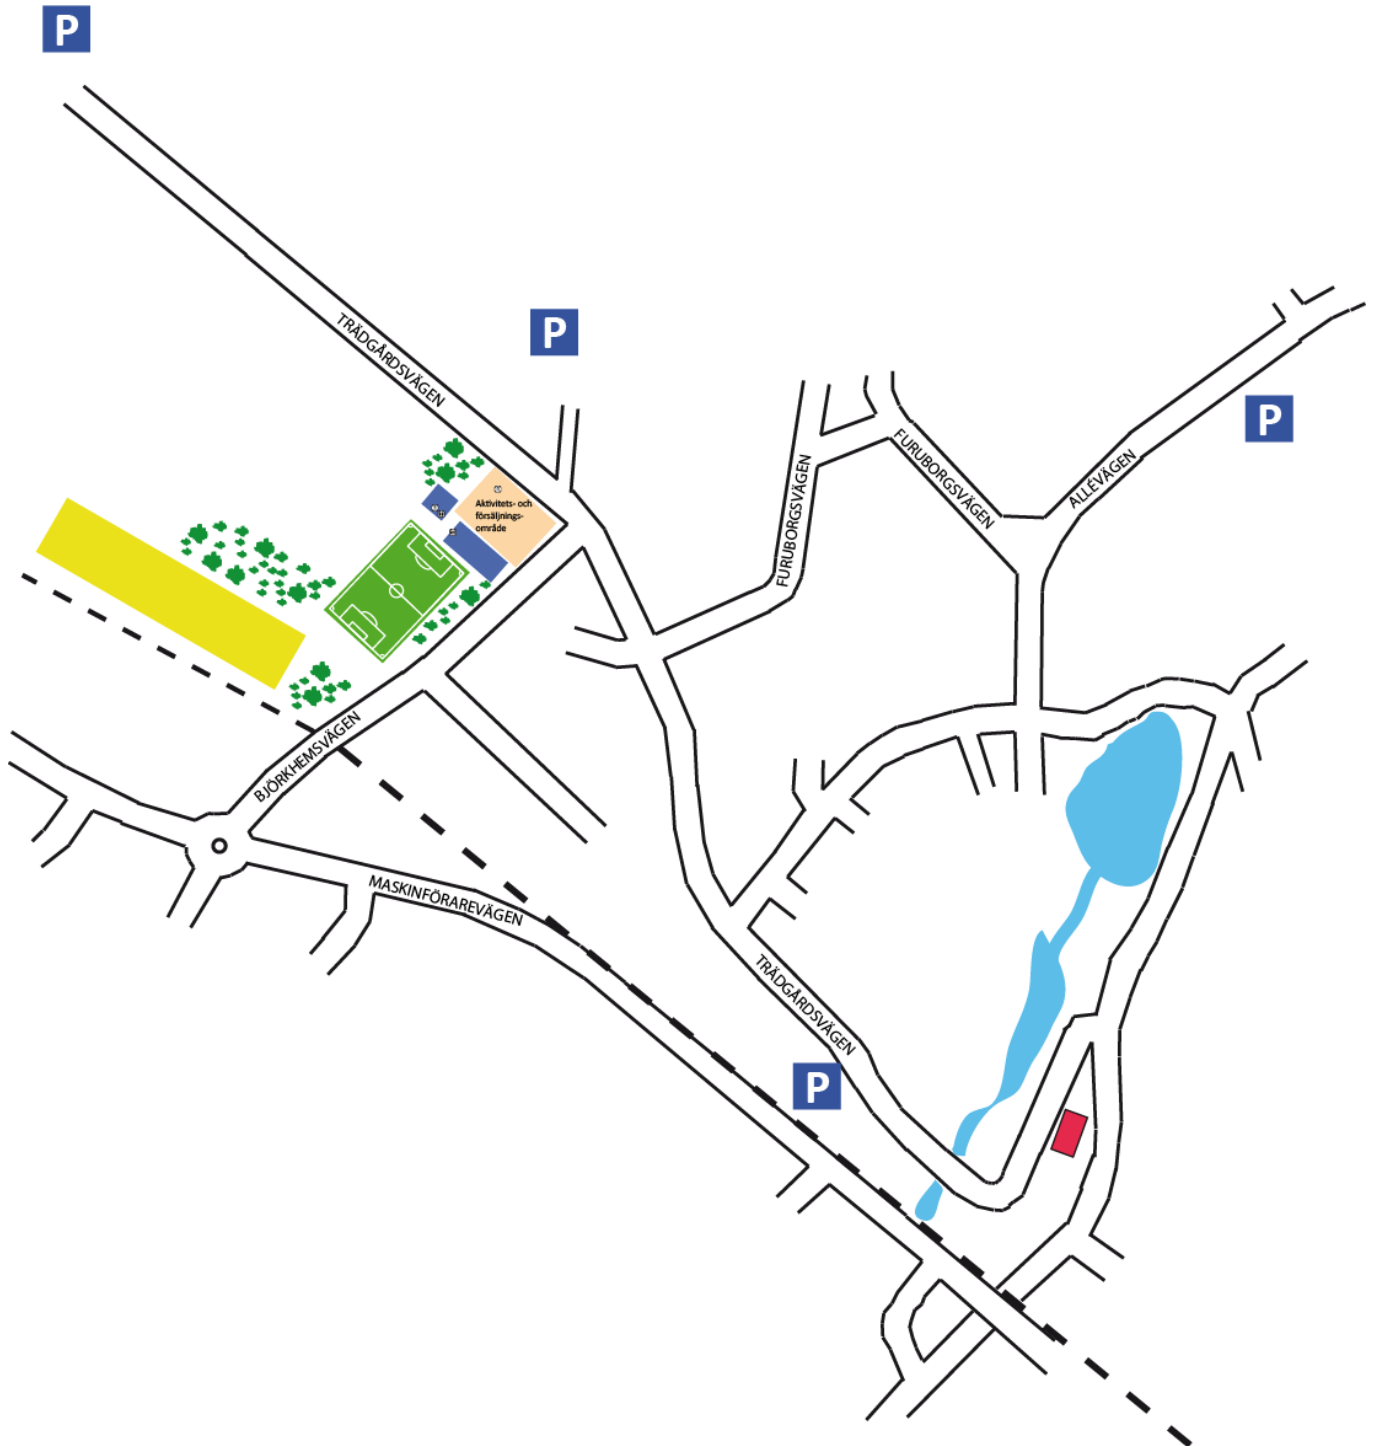 P
TRÄDGÅRDSVÄGEN
P
P
FURUBORGSVÄGEN
FURUBORGSVÄGEN
ALLÉVÄGEN
Aktivitets- och
försäljnings-
område
BJÖRKHEMSVÄGEN
MASKINFÖRAREVÄGEN
TRÄDGÅRDSVÄGEN
P